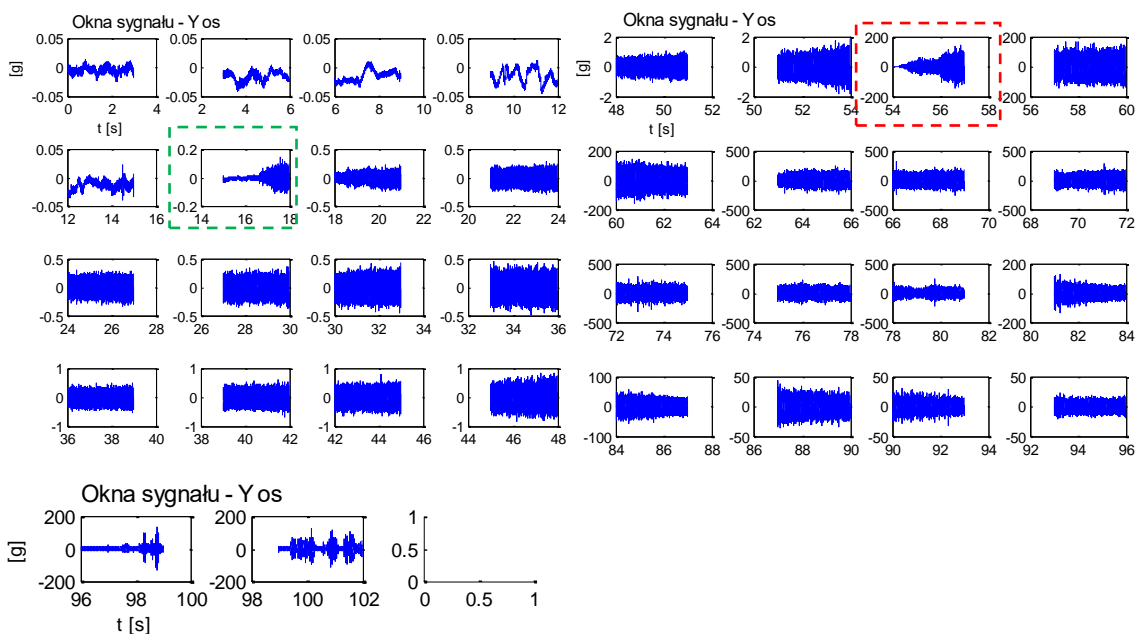 Okna sygnału - Y os
0.05 0.05 0.05 0.05
[g] 0 0 0 0
-0.05 -0.05 -0.05 -0.05
0 2 4 2 4 6 6 8 10 8 10 12
t [s]
0.05 0.2 0.5 0.5
0 0 0 0
-0.05 -0.2 -0.5 -0.5
12 14 16 14 16 18 18 20 22 20 22 24
0.5 0.5 0.5 0.5
0 0 0 0
-0.5 -0.5 -0.5 -0.5
24 26 28 26 28 30 30 32 34 32 34 36
1 1 1 1
0 0 0 0
-1 -1 -1 -1
36 38 40 38 40 42 42 44 46 44 46 48
Okna sygnału - Y os
2 2 200 200
[g] 0 0 0 0
-2 -2 -200 -200
48 50 52 50 52 54 54 56 58 56 58 60
t [s]
200 500 500 500
0 0 0 0
-200 -500 -500 -500
60 62 64 62 64 66 66 68 70 68 70 72
500 500 500 200
0 0 0 0
-500 -500 -500 -200
72 74 76 74 76 78 78 80 82 80 82 84
100 50 50 50
0 0 0 0
-100 -50 -50 -50
84 86 88 86 88 90 90 92 94 92 94 96
Okna sygnału - Y os
200 200 1
[g] 0 0 0.5
-200 -200 0
96 98 100 98 100 102 0 0.5 1
t [s]